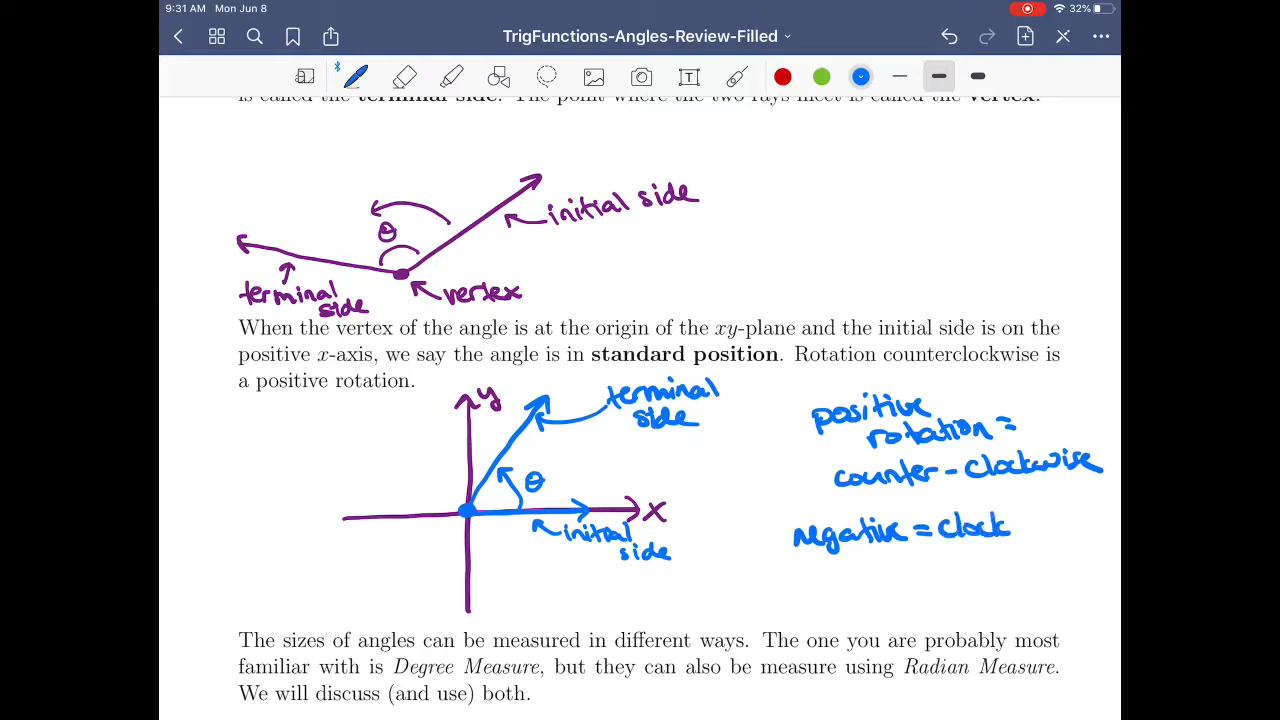 9:31 AM Mon Jun 8
32%
TrigFunctions-Angles-Review-Filled
is called the terminal side. The point where the two rays meet is called the vertex.
initial side
θ
terminal
side
vertex
When the vertex of the angle is at the origin of the xy-plane and the initial side is on the
positive x-axis, we say the angle is in standard position. Rotation counterclockwise is
a positive rotation.
y
terminal
side
θ
x
initial
side
positive
rotation =
counter-clockwise
negative = clock
The sizes of angles can be measured in different ways. The one you are probably most
familiar with is Degree Measure, but they can also be measure using Radian Measure.
We will discuss (and use) both.